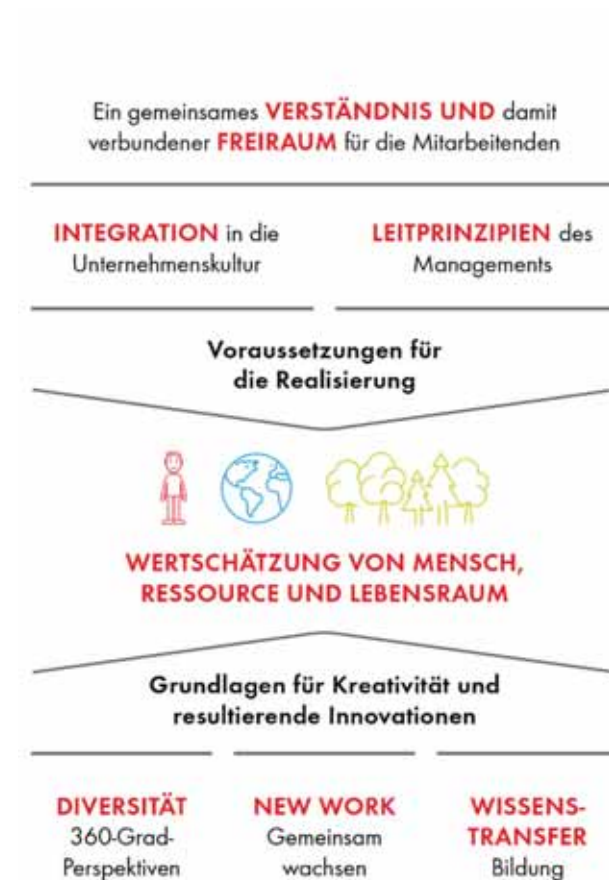 Ein gemeinsames VERSTÄNDNIS UND damit
verbundener FREIRAUM für die Mitarbeitenden
INTEGRATION in die
Unternehmenskultur
LEITPRINZIPIEN des
Managements
Voraussetzungen für
die Realisierung
WERTSCHÄTZUNG VON MENSCH,
RESSOURCE UND LEBENSRAUM
Grundlagen für Kreativität und
resultierende Innovationen
DIVERSITÄT
360-Grad-
Perspektiven
NEW WORK
Gemeinsam
wachsen
WISSENS-
TRANSFER
Bildung